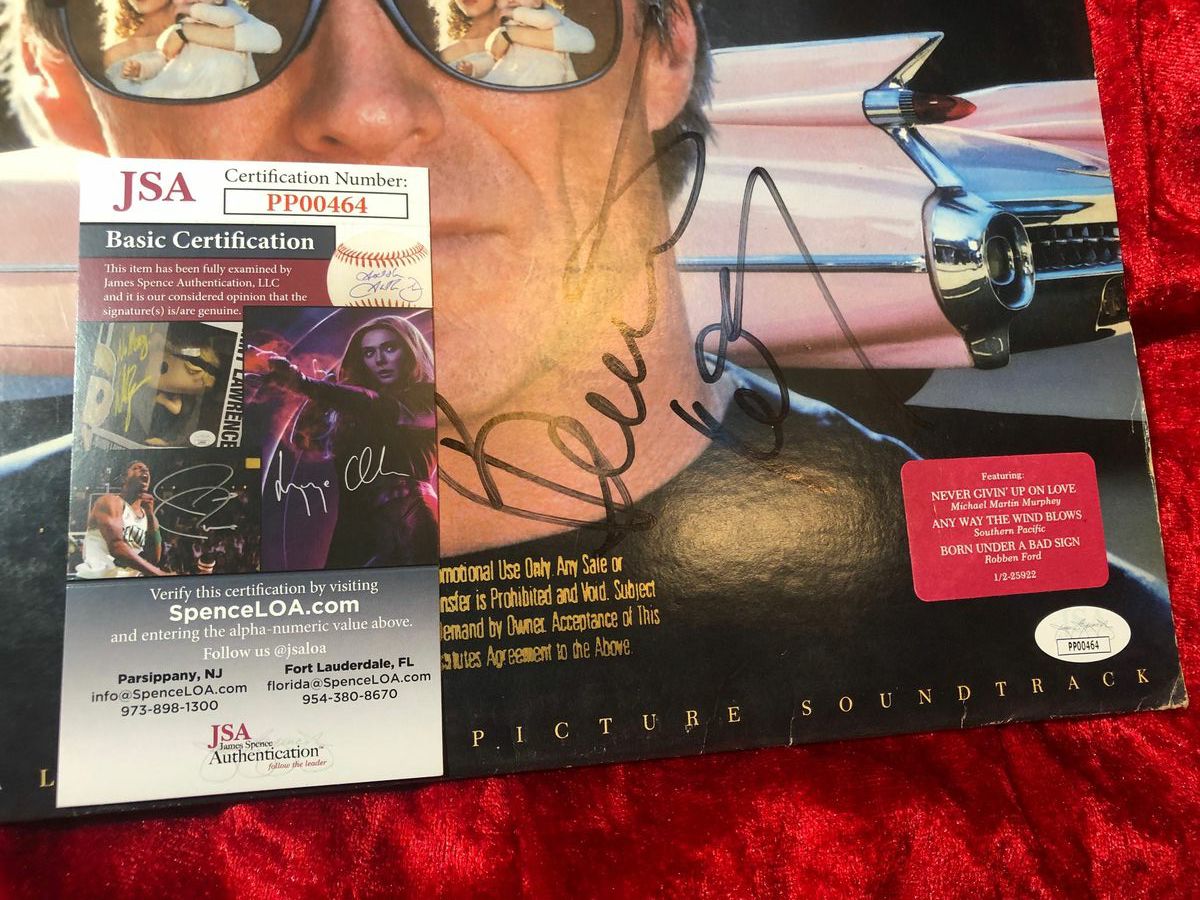 JSA
Certification Number:
PP00464
Basic Certification
This item has been fully examined by
James Spence Authentication, LLC
and it is our considered opinion that the
signature(s) is/are genuine.
LAWRENCE
Verify this certification by visiting
SpenceLOA.com
and entering the alpha-numeric value above.
Follow us @jsaloa
Parsippany, NJ
info@SpenceLOA.com
973-898-1300
Fort Lauderdale, FL
florida@SpenceLOA.com
954-380-8670
JSA
James Spence
Authentication™
follow the leader
omotional Use Only. Any Sale or
nsfer is Prohibited and Void. Subject
emand by Owner. Acceptance of This
stitutes Agreement to the Above.
Featuring:
NEVER GIVIN' UP ON LOVE
Michael Martin Murphey
ANY WAY THE WIND BLOWS
Southern Pacific
BORN UNDER A BAD SIGN
Robben Ford
1/2-25922
PP00464
L
PICTURE SOUNDTRACK